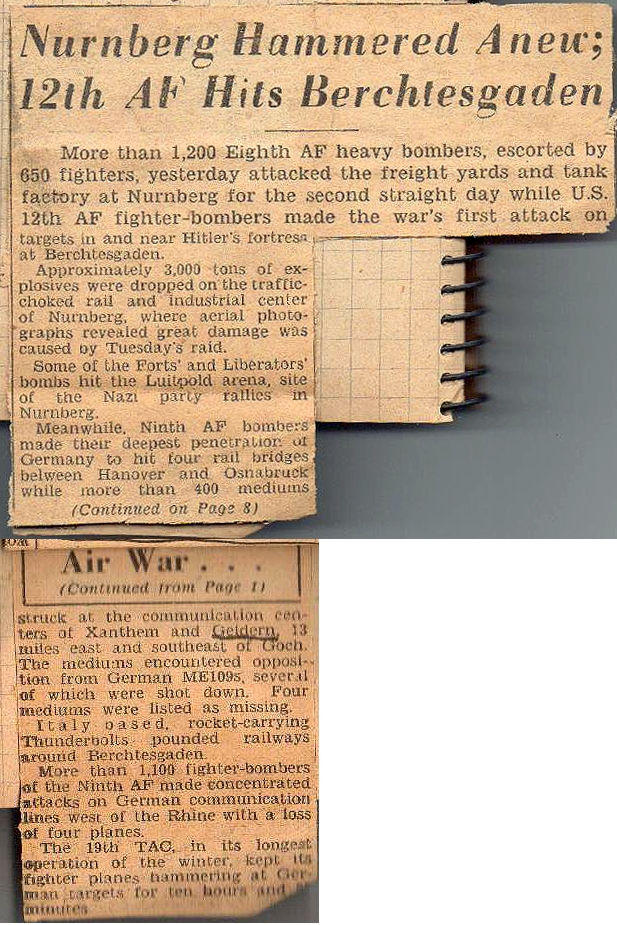 Nurnberg Hammered Anew;
12th AF Hits Berchtesgaden
More than 1,200 Eighth AF heavy bombers, escorted by
650 fighters, yesterday attacked the freight yards and tank
factory at Nurnberg for the second straight day while U.S.
12th AF fighter-bombers made the war's first attack on
targets in and near Hitler's fortress
at Berchtesgaden.
Approximately 3,000 tons of ex-
plosives were dropped on the traffic-
choked rail and industrial center
of Nurnberg, where aerial photo-
graphs revealed great damage was
caused by Tuesday's raid.
Some of the Forts' and Liberators'
bombs hit the Luitpold arena, site
of the Nazi party rallies in
Nurnberg.
Meanwhile, Ninth AF bombers
made their deepest penetration of
Germany to hit four rail bridges
between Hanover and Osnabruck
while more than 400 mediums
(Continued on Page 8)
Air War . . .
(Continued from Page 1)
struck at the communication cen-
ters of Xanthem and Geldern, 13
miles east and southeast of Goch.
The mediums encountered opposi-
tion from German ME109s, several
of which were shot down. Four
mediums were listed as missing.
Italy based, rocket-carrying
Thunderbolts pounded railways
around Berchtesgaden.
More than 1,100 fighter-bombers
of the Ninth AF made concentrated
attacks on German communication
lines west of the Rhine with a loss
of four planes.
The 19th TAC, in its longest
operation of the winter, kept its
fighter planes hammering at Ger-
man targets for ten hours and
minutes